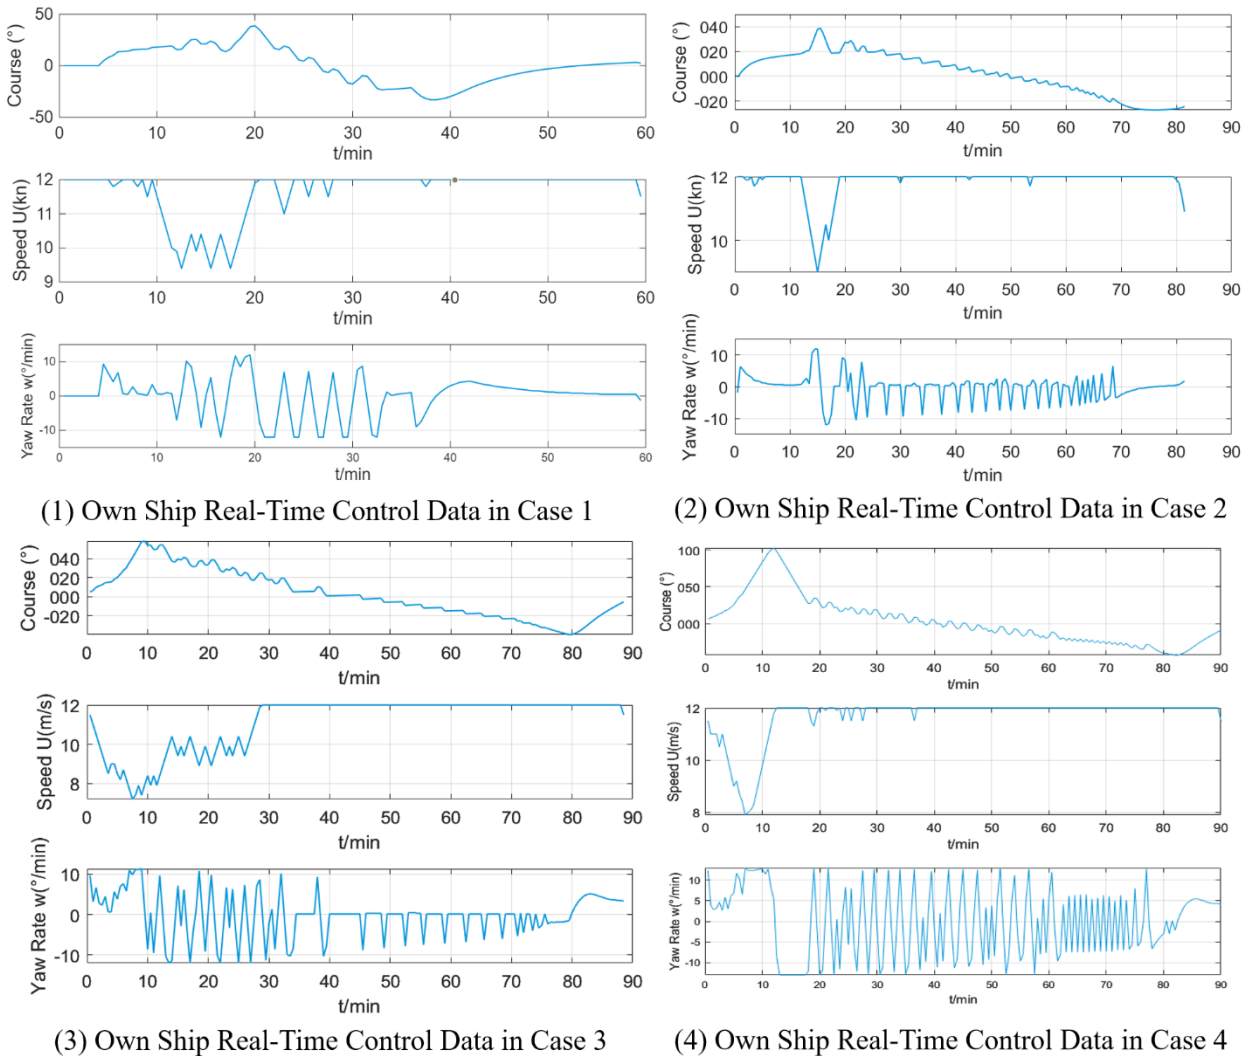 50
0
-50
Course (°)
0 10 20 30 40 50 60
t/min
12
11
10
9
Speed U(kn)
0 10 20 30 40 50 60
t/min
10
0
-10
Yaw Rate w(°/min)
0 10 20 30 40 50 60
t/min
(1) Own Ship Real-Time Control Data in Case 1
040
020
000
-020
Course (°)
0 10 20 30 40 50 60 70 80 90
t/min
12
10
Speed U(kn)
0 10 20 30 40 50 60 70 80 90
t/min
10
0
-10
Yaw Rate w(°/min)
0 10 20 30 40 50 60 70 80 90
t/min
(2) Own Ship Real-Time Control Data in Case 2
040
020
000
-020
Course (°)
0 10 20 30 40 50 60 70 80 90
t/min
12
10
8
Speed U(m/s)
0 10 20 30 40 50 60 70 80 90
t/min
10
0
-10
Yaw Rate w(°/min)
0 10 20 30 40 50 60 70 80 90
t/min
(3) Own Ship Real-Time Control Data in Case 3
100
050
000
Course (°)
0 10 20 30 40 50 60 70 80 90
t/min
12
10
8
Speed U(m/s)
0 10 20 30 40 50 60 70 80 90
t/min
10
5
0
-5
-10
Yaw Rate w(°/min)
0 10 20 30 40 50 60 70 80 90
t/min
(4) Own Ship Real-Time Control Data in Case 4